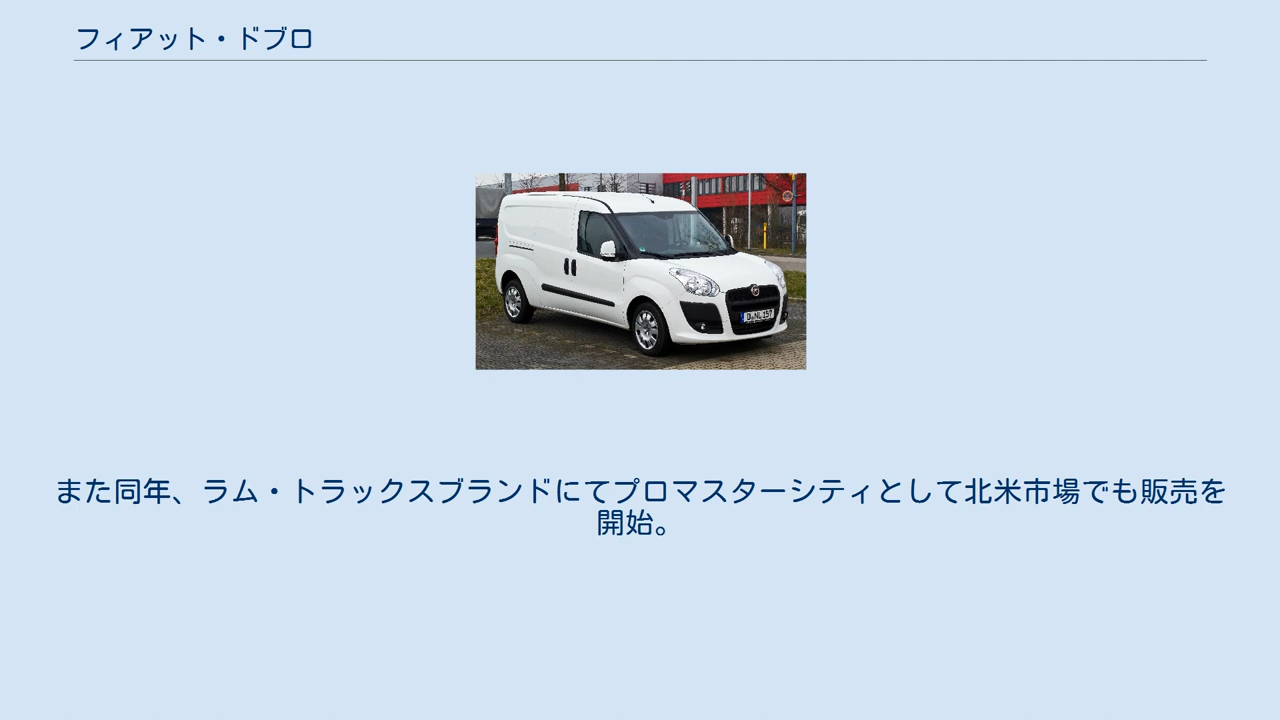 フィアット・ドブロ
また同年、ラム・トラックスブランドにてプロマスターシティとして北米市場でも販売を
開始。